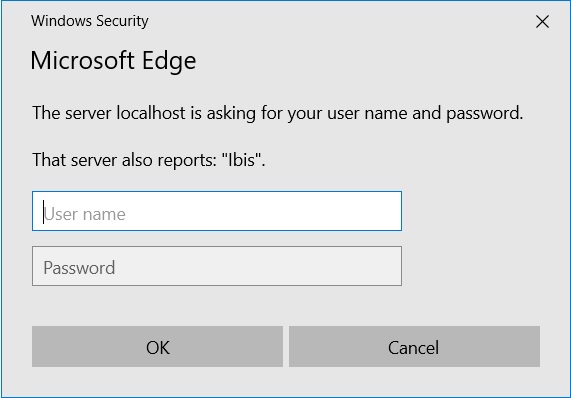 Windows Security
Microsoft Edge
The server localhost is asking for your user name and password.
That server also reports: "Ibis".
User name
Password
OK
Cancel